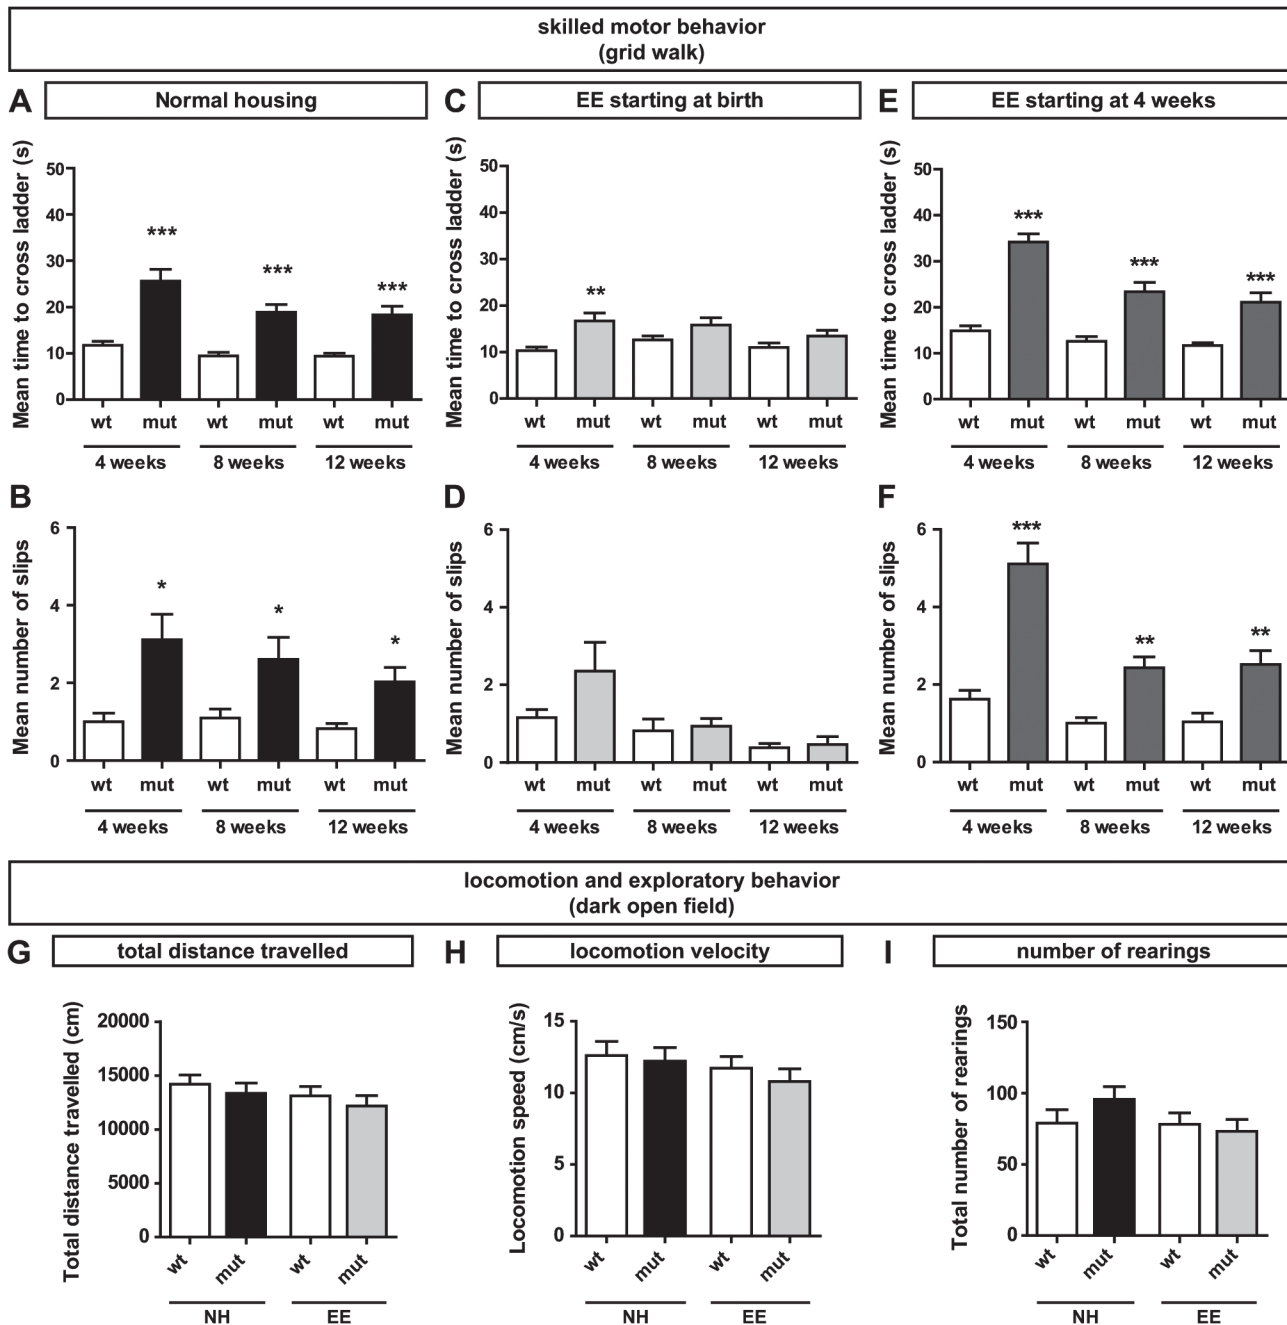 skilled motor behavior
(grid walk)
A
Normal housing
Mean time to cross ladder (s)
50
40
30
20
10
0
***
***
***
wt mut wt mut wt mut
4 weeks 8 weeks 12 weeks
C
EE starting at birth
Mean time to cross ladder (s)
50
40
30
20
10
0
**
wt mut wt mut wt mut
4 weeks 8 weeks 12 weeks
E
EE starting at 4 weeks
Mean time to cross ladder (s)
50
40
30
20
10
0
***
***
***
wt mut wt mut wt mut
4 weeks 8 weeks 12 weeks
B
Mean number of slips
6
4
2
0
*
*
*
wt mut wt mut wt mut
4 weeks 8 weeks 12 weeks
D
Mean number of slips
6
4
2
0
wt mut wt mut wt mut
4 weeks 8 weeks 12 weeks
F
Mean number of slips
6
4
2
0
***
**
**
wt mut wt mut wt mut
4 weeks 8 weeks 12 weeks
locomotion and exploratory behavior
(dark open field)
G
total distance travelled
Total distance travelled (cm)
20000
15000
10000
5000
0
wt mut wt mut
NH EE
H
locomotion velocity
Locomotion speed (cm/s)
15
10
5
0
wt mut wt mut
NH EE
I
number of rearings
Total number of rearings
150
100
50
0
wt mut wt mut
NH EE